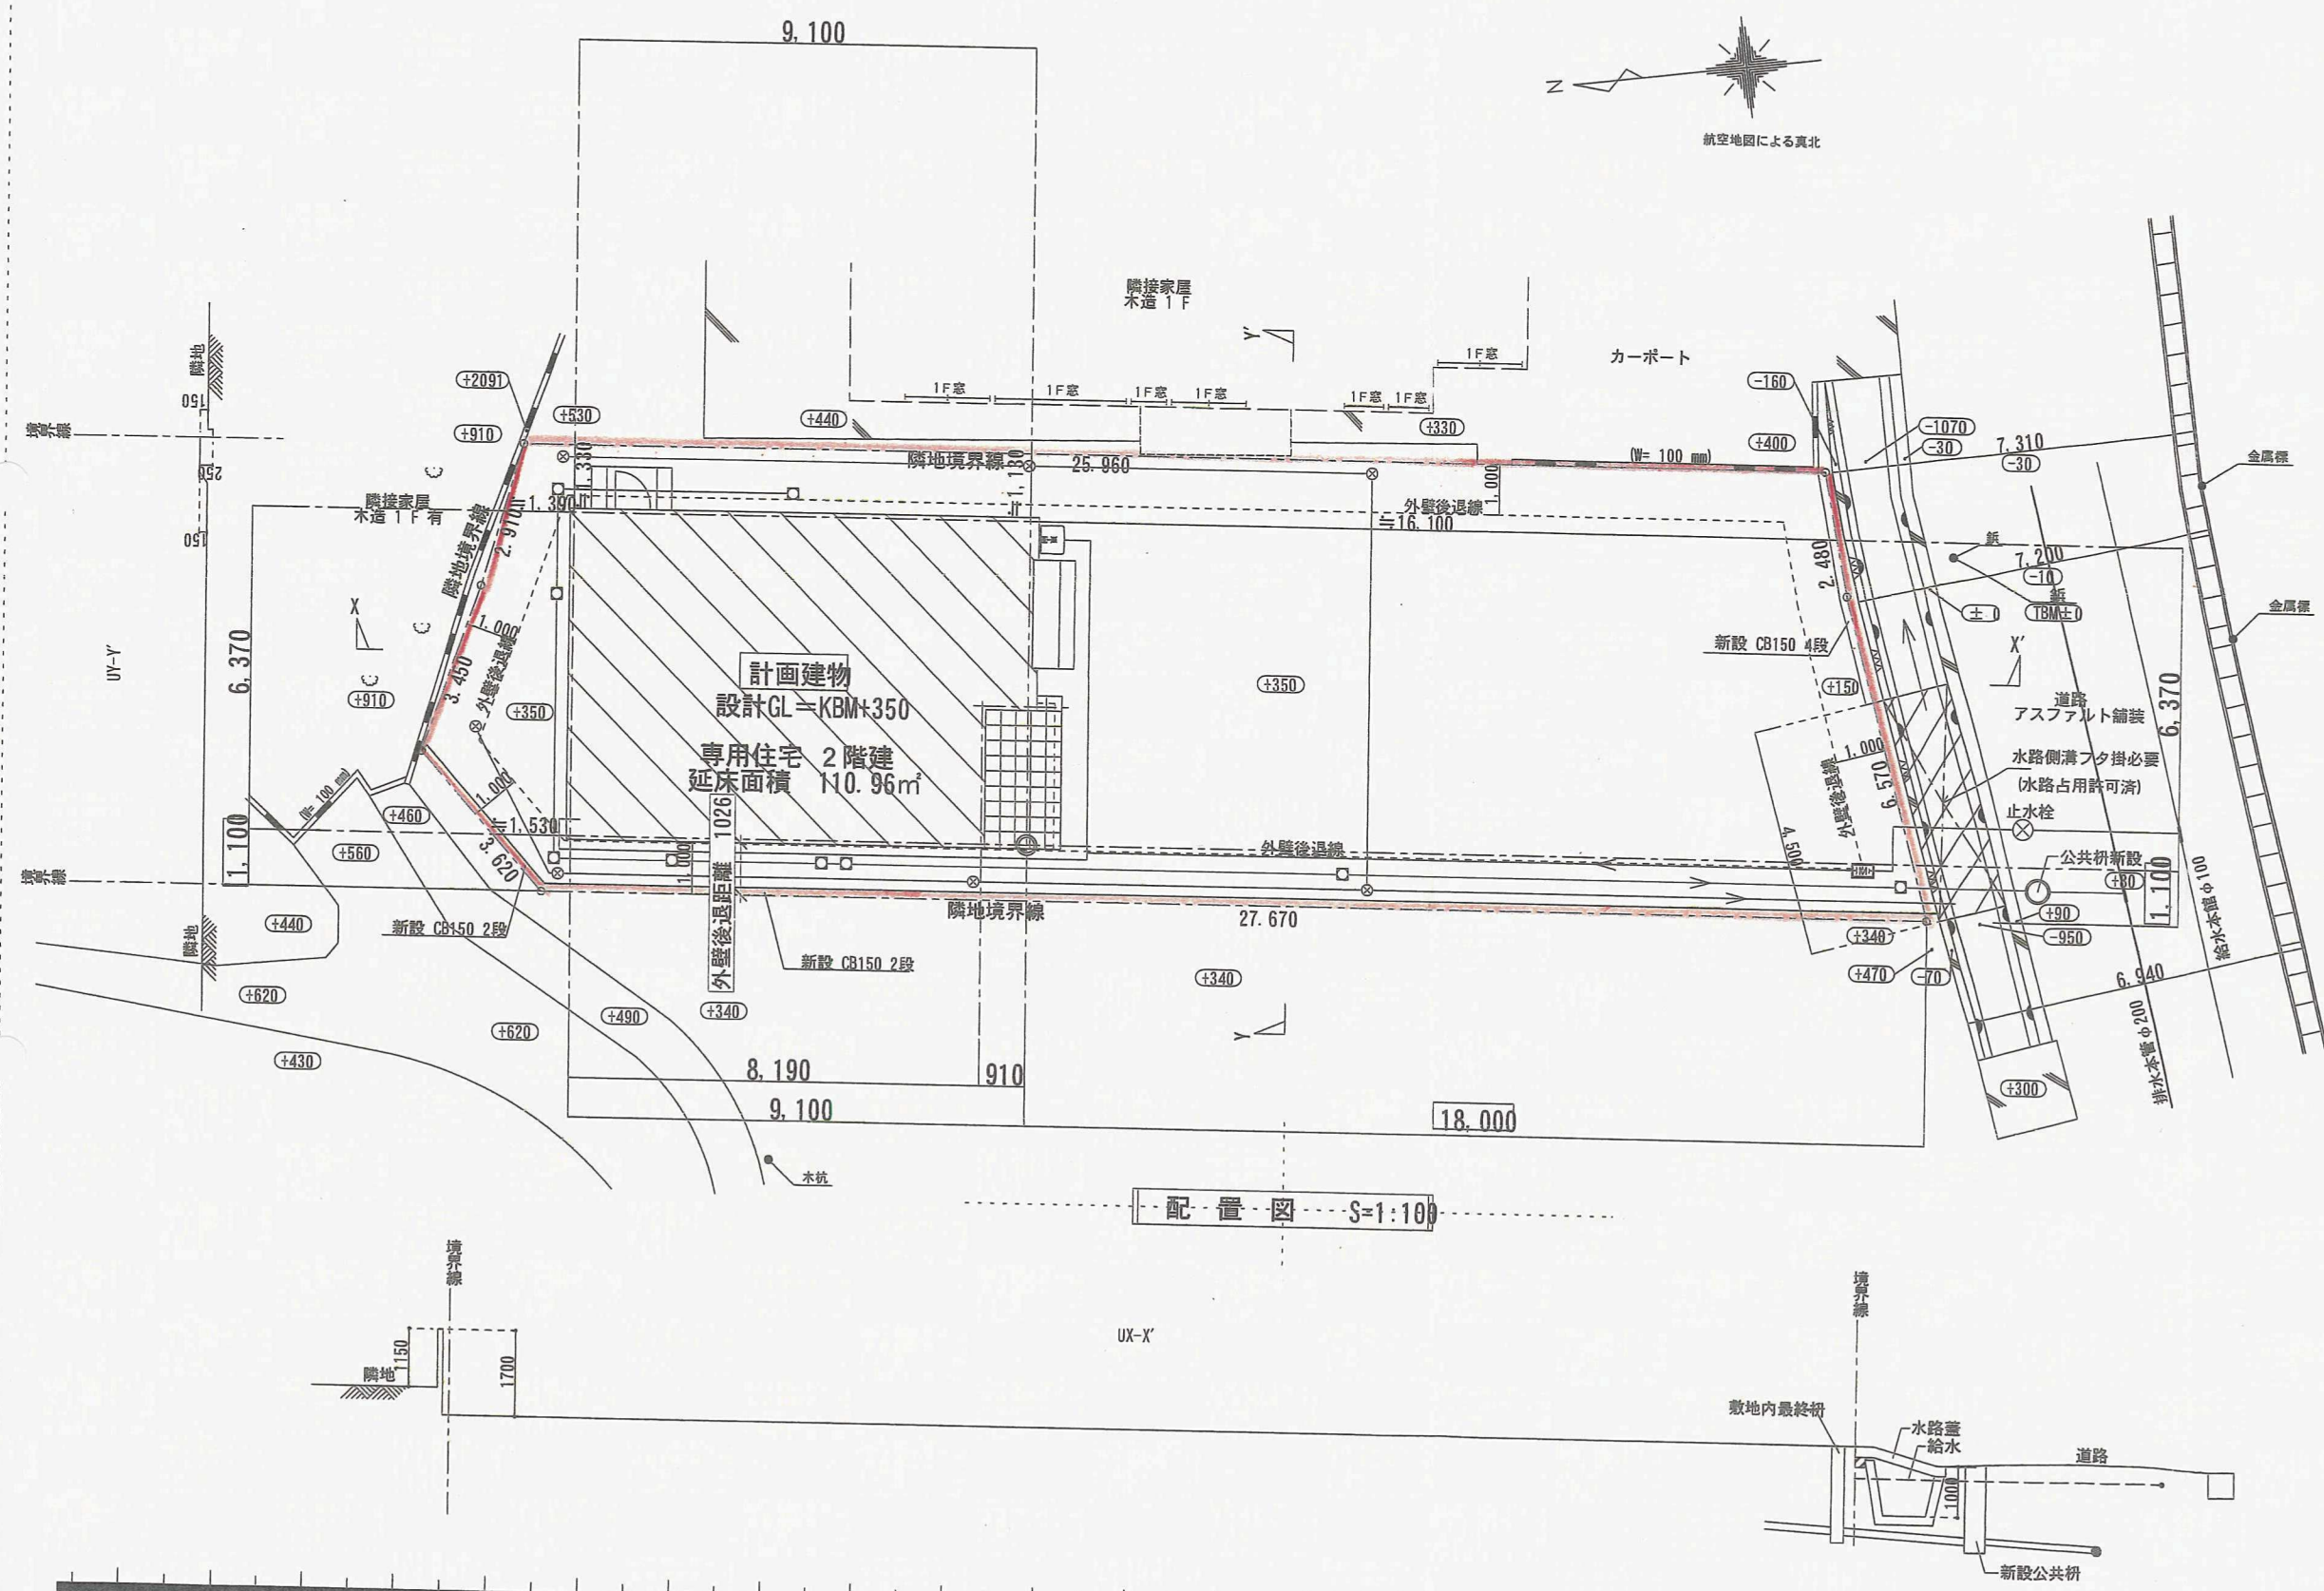 9,100
N
航空地図による真北
隣接家屋
木造 1 F
Y'
カーポート
1F窓
1F窓
1F窓
1F窓
1F窓
1F窓
1F窓
隣地
150
250
150
境界線
+2091
+910
+530
+440
+330
+400
-160
-1070
-30
7,310
-30
金属標
1,330
隣地境界線
1,130
25.960
(W= 100 mm)
1,000
外壁後退線
≒16,100
隣接家屋
木造 1 F 有
隣地境界線
2.910
≒1,390
2.480
鋲
7,200
-10
鋲
TBM±0
±0
金属標
X
X'
UY-Y'
6,370
3.450
1,000
外壁後退線
+910
+350
計画建物
設計GL=KBM+350
専用住宅 2階建
延床面積 110.96㎡
+350
新設 CB150 4段
+150
道路
アスファルト舗装
水路側溝フタ掛必要
(水路占用許可済)
止水栓
公共枡新設
6,370
1,000
6.570
外壁後退線
4,500
(W= 100 mm)
+460
+560
1,100
1,000
≒1,530
3.620
1,000
外壁後退距離 1026
外壁後退線
1,100
+80
+90
-950
給水本館φ100
境界線
隣地
+440
新設 CB150 2段
隣地境界線
27.670
+340
+470
-70
6,940
+620
+620
+490
+340
新設 CB150 2段
+340
Y
+430
8,190
910
9,100
18,000
+300
排水本管φ200
木杭
配 置 図 S=1:100
境界線
1150
隣地
1700
UX-X'
境界線
敷地内最終枡
水路蓋
給水
道路
1000
新設公共枡